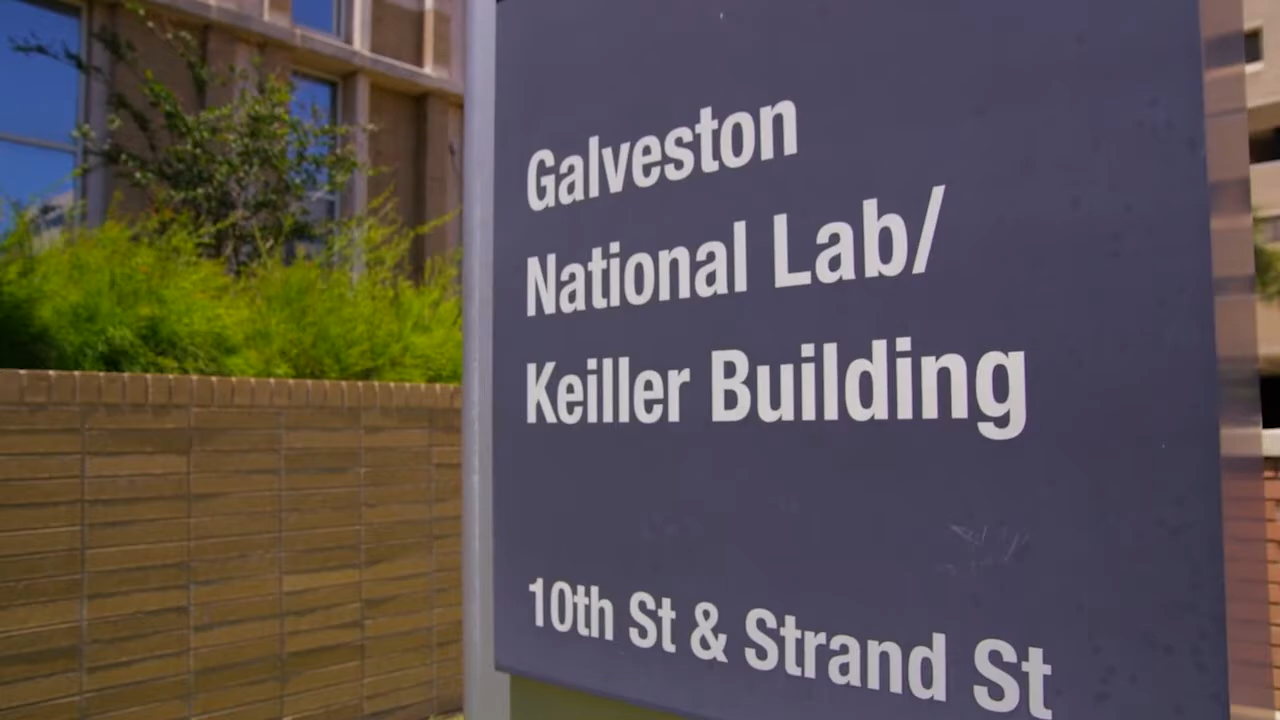 Galveston
National Lab/
Keiller Building
10th St & Strand St